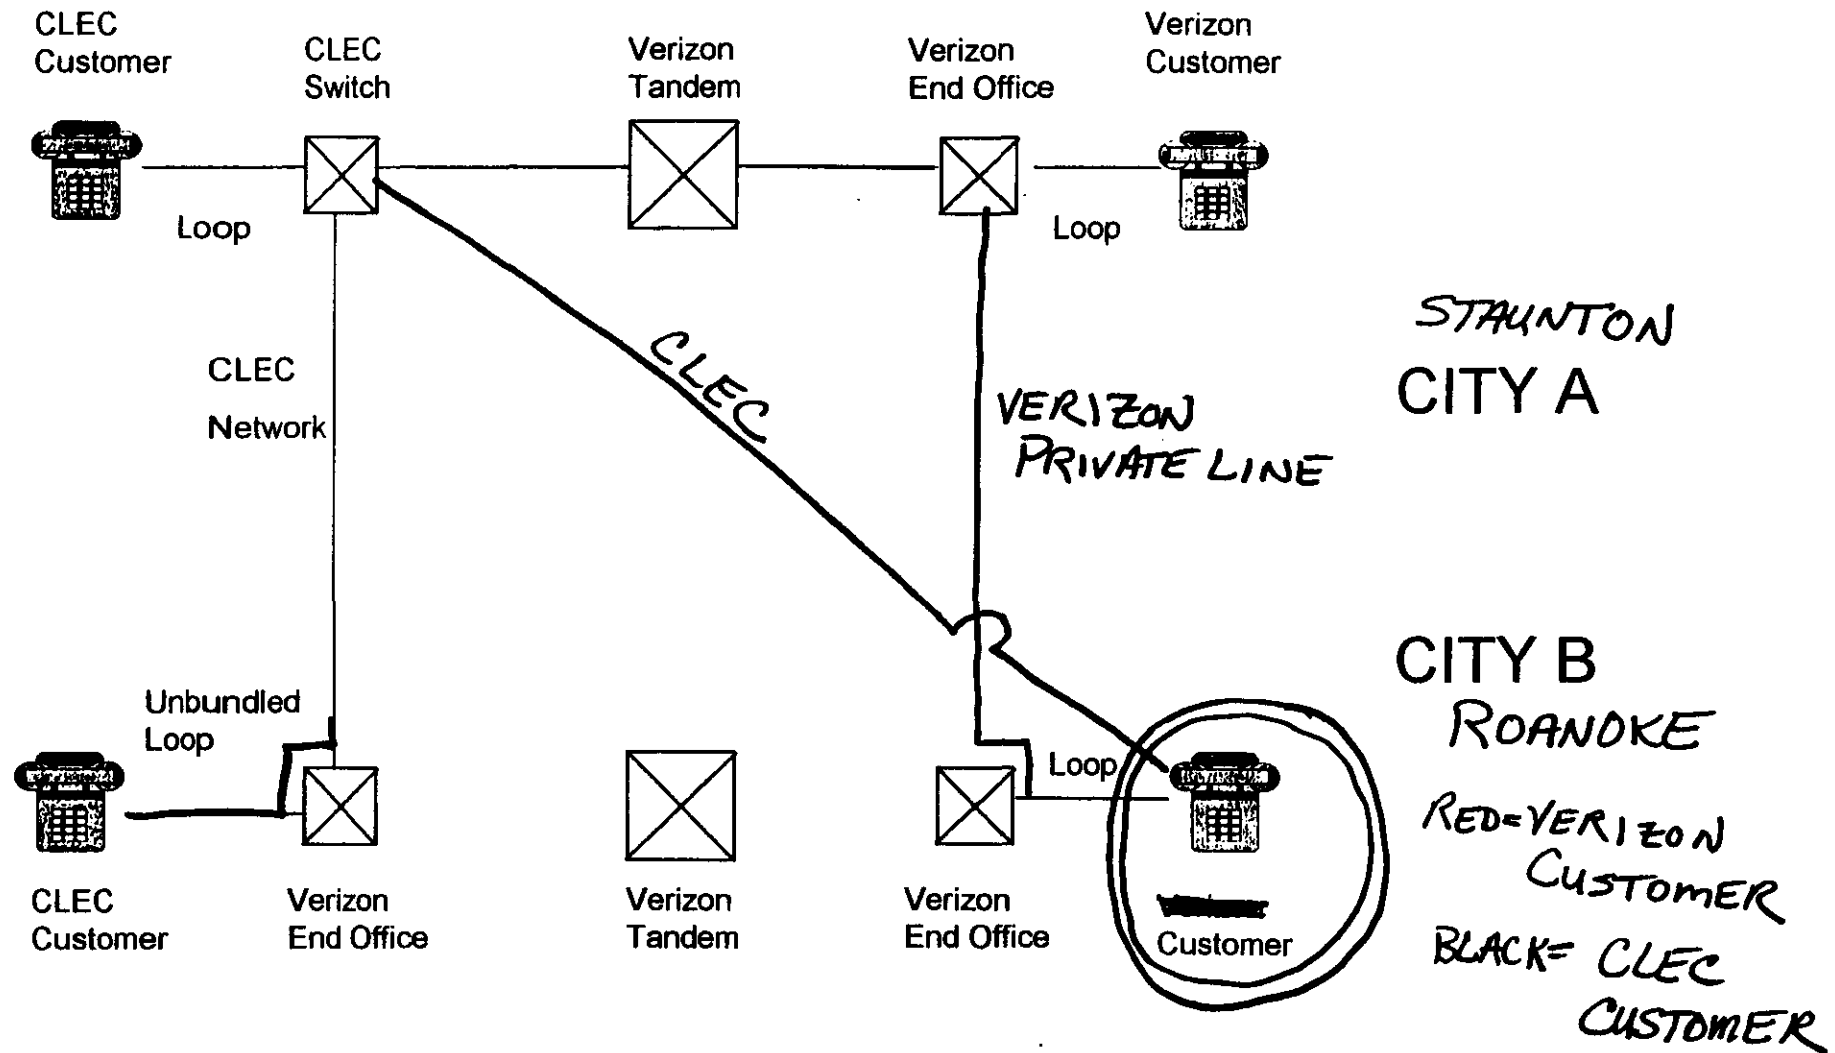 CLEC
Customer
CLEC
Switch
Verizon
Tandem
Verizon
End Office
Verizon
Customer
Loop
Loop
STAUNTON
CITY A
CLEC
Network
CLEC
VERIZON
PRIVATE LINE
CITY B
ROANOKE
Unbundled
Loop
Loop
RED=VERIZON
CUSTOMER
BLACK= CLEC
CUSTOMER
CLEC
Customer
Verizon
End Office
Verizon
Tandem
Verizon
End Office
Customer